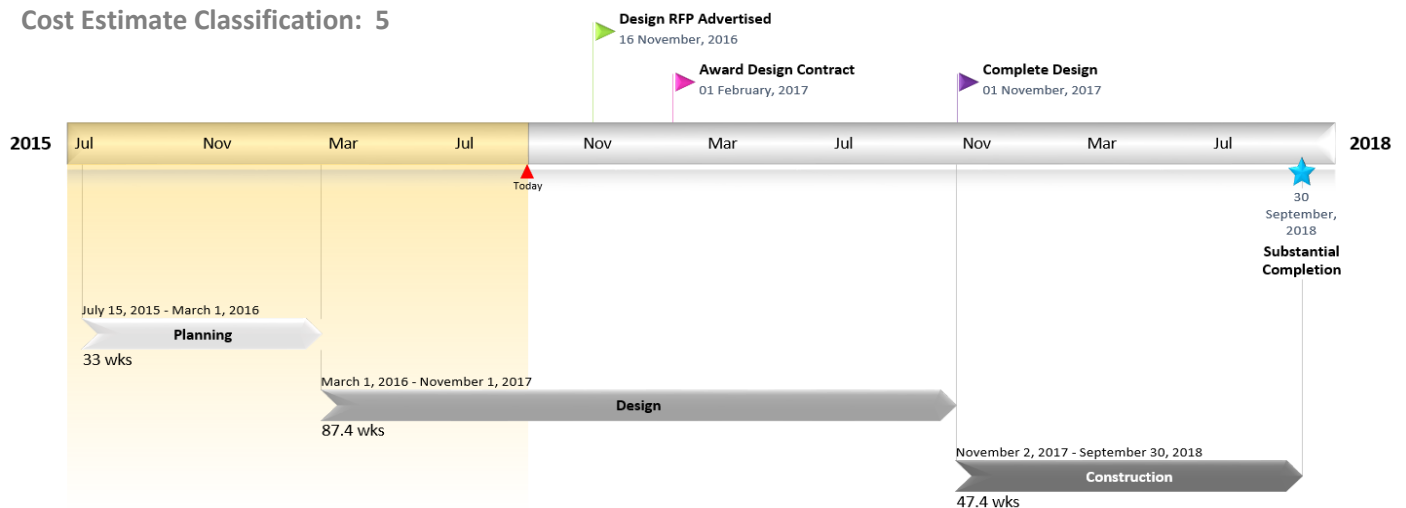 Cost Estimate Classification: 5
Design RFP Advertised
16 November, 2016
Award Design Contract
01 February, 2017
Complete Design
01 November, 2017
2015 Jul Nov Mar Jul Nov Mar Jul Nov Mar Jul 2018
Today
30
September,
2018
Substantial
Completion
July 15, 2015 - March 1, 2016
Planning
33 wks
March 1, 2016 - November 1, 2017
Design
87.4 wks
November 2, 2017 - September 30, 2018
Construction
47.4 wks